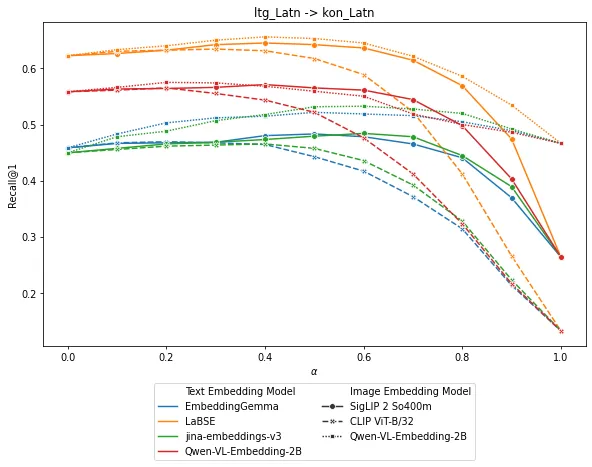 ltg_Latn -> kon_Latn
Recall@1
0.6
0.5
0.4
0.3
0.2
0.0 0.2 0.4 0.6 0.8 1.0
α
Text Embedding Model Image Embedding Model
EmbeddingGemma SigLIP 2 So400m
LaBSE CLIP ViT-B/32
jina-embeddings-v3 Qwen-VL-Embedding-2B
Qwen-VL-Embedding-2B